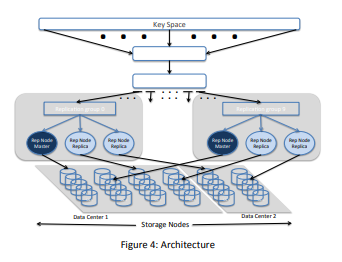 Key Space
Replication group 0
Replication group N
Rep Node
Master
Rep Node
Replica
Rep Node
Replica
Rep Node
Master
Rep Node
Replica
Rep Node
Replica
Data Center 1
Data Center 2
Storage Nodes
Figure 4: Architecture